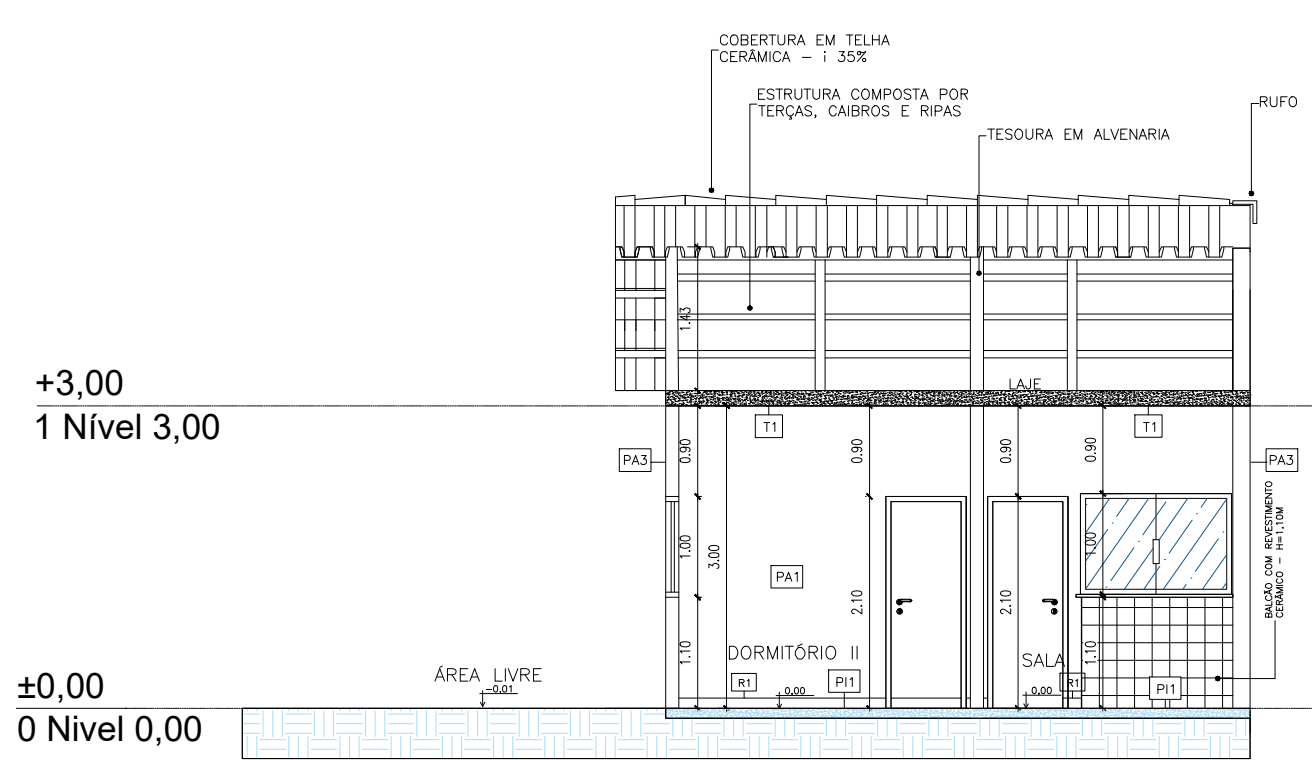 COBERTURA EM TELHA
CERÂMICA – i 35%
ESTRUTURA COMPOSTA POR
TERÇAS, CAIBROS E RIPAS
RUFO
TESOURA EM ALVENARIA
1.43
+3,00
1 Nível 3,00
LAJE
T1
T1
PA3
0.90
0.90
0.90
0.90
PA3
1.00
3.00
PA1
2.10
2.10
1.00
BALCÃO COM REVESTIMENTO
CERÂMICO – H=1.10M
1.10
DORMITÓRIO II
SALA
1.10
ÁREA LIVRE
-0.01
R1
0,00
PI1
0,00
R1
PI1
±0,00
0 Nivel 0,00